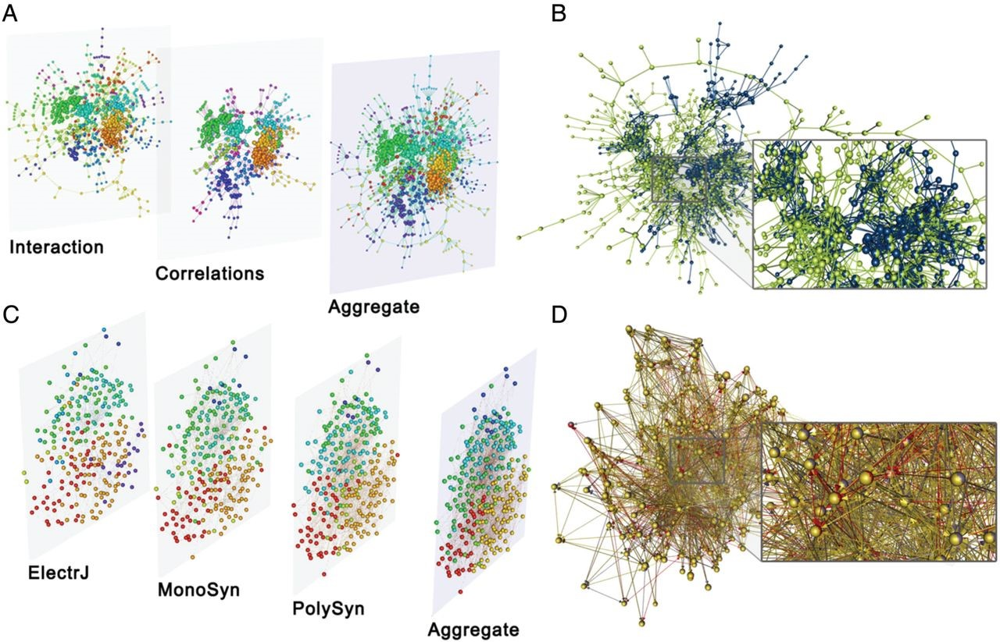 A
B
Interaction
Correlations
Aggregate
C
D
ElectrJ
MonoSyn
PolySyn
Aggregate